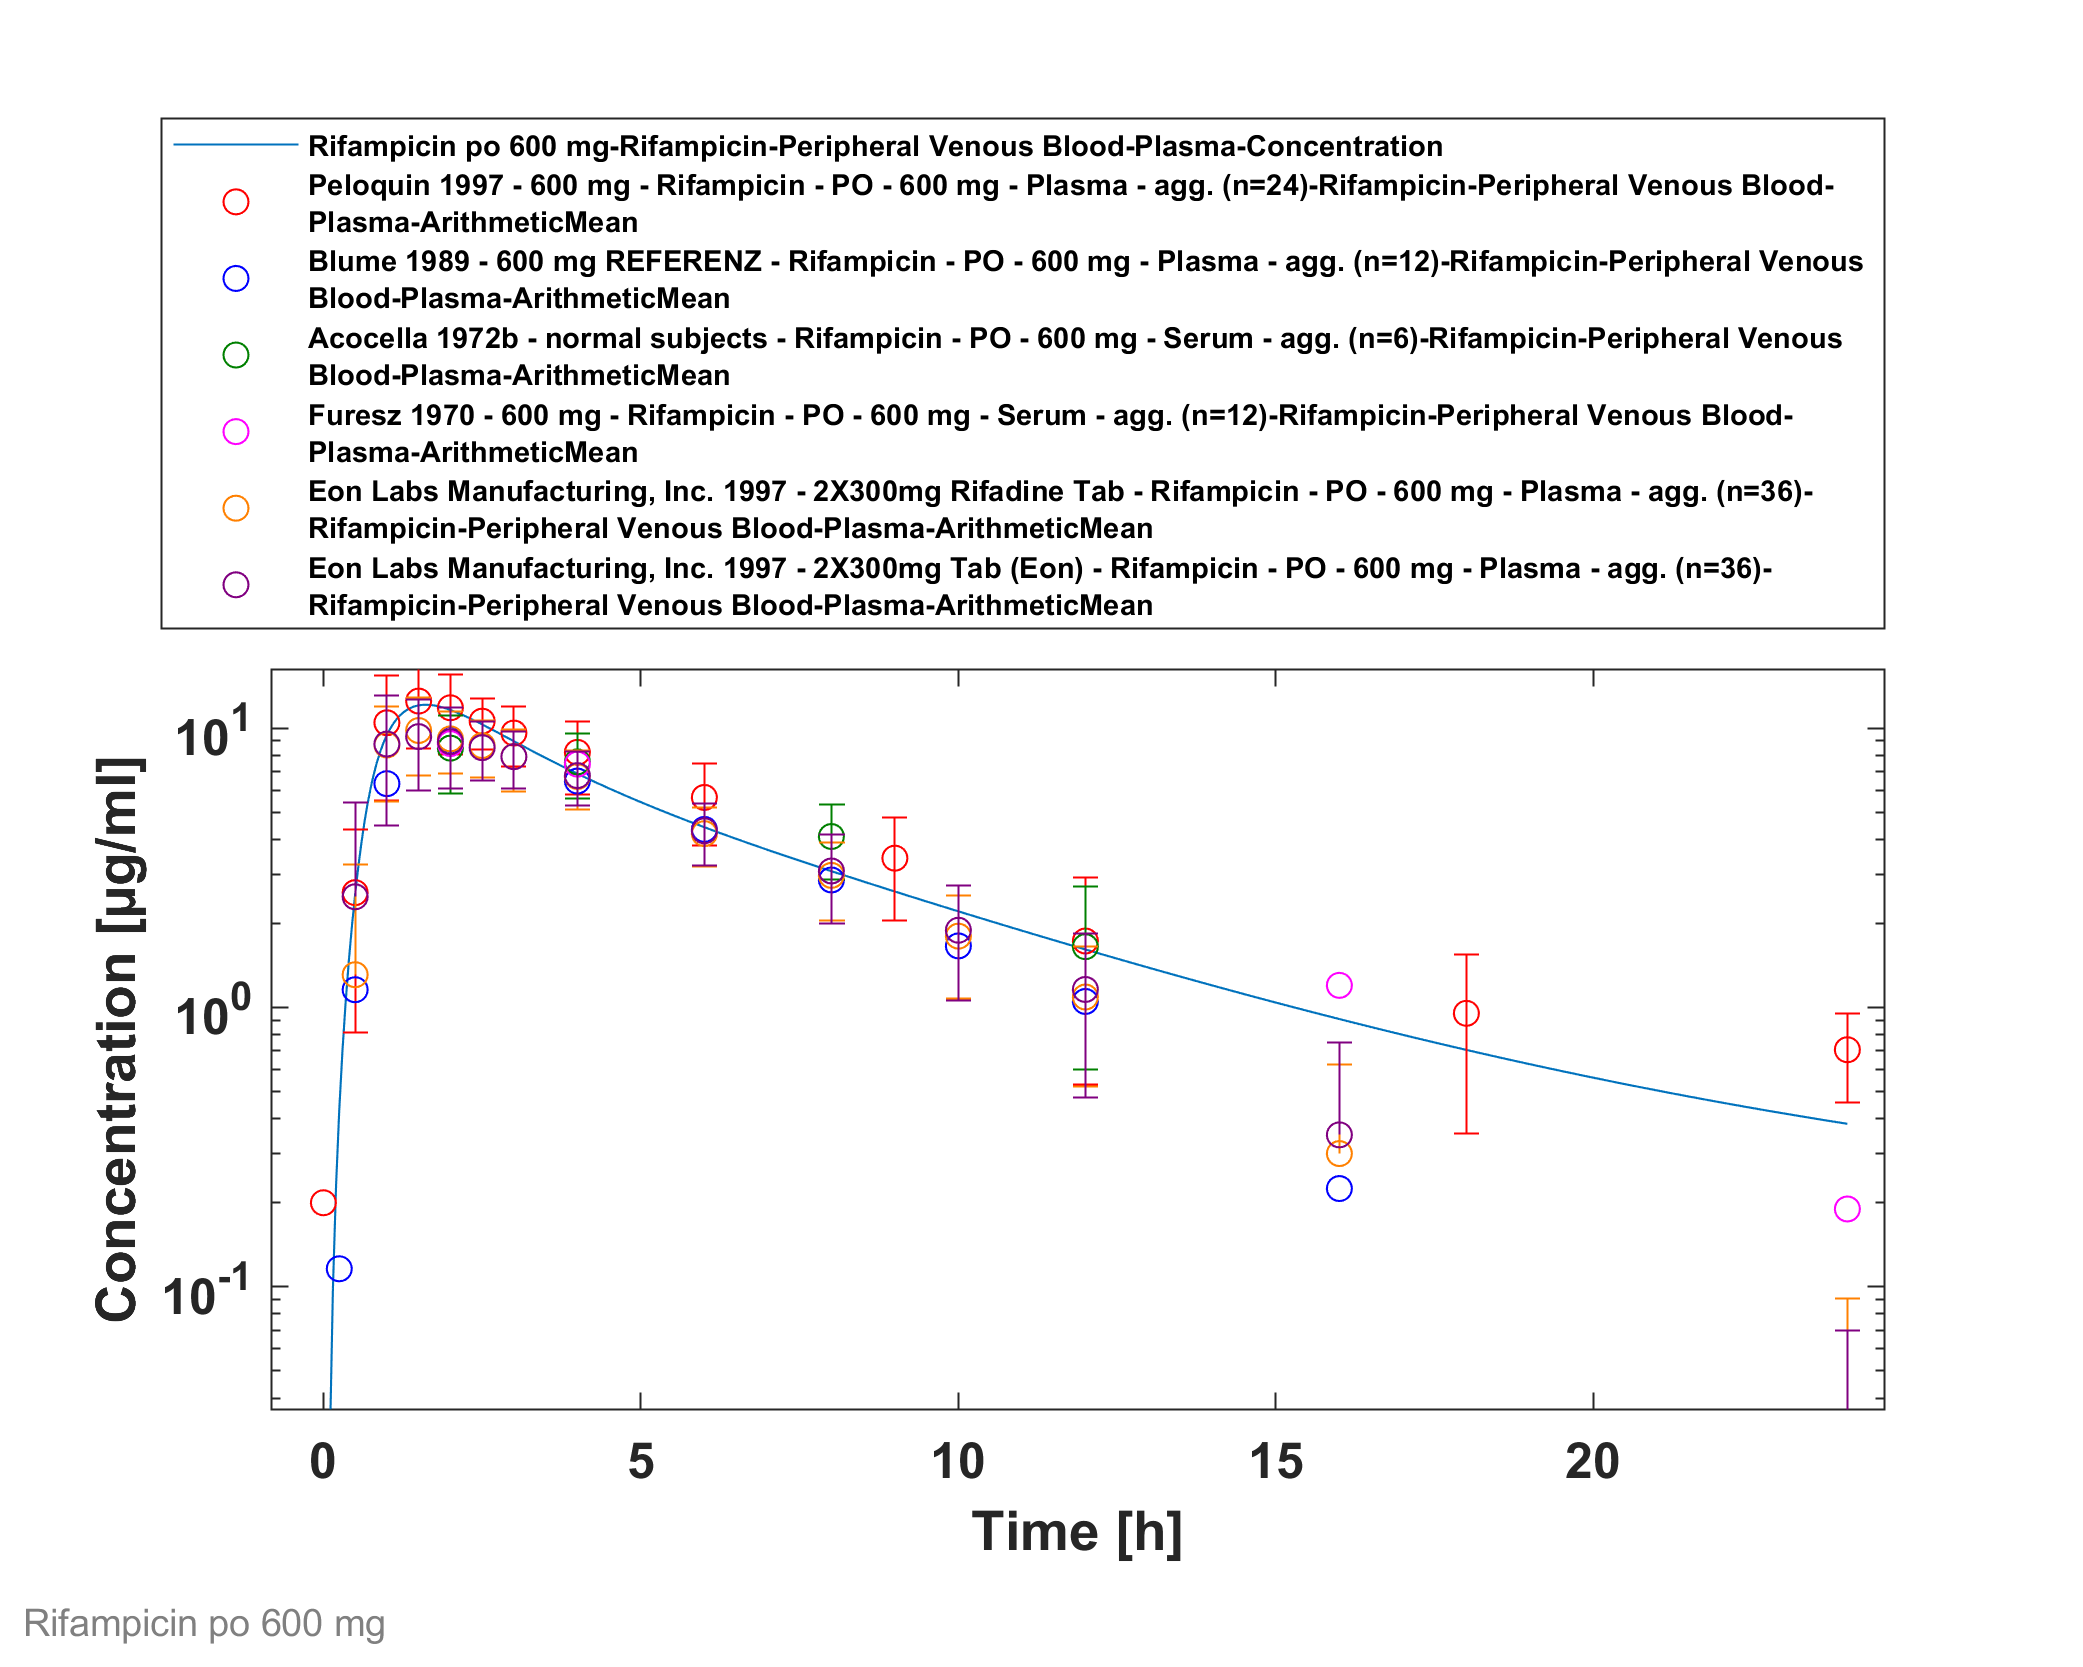 Rifampicin po 600 mg-Rifampicin-Peripheral Venous Blood-Plasma-Concentration
Peloquin 1997 - 600 mg - Rifampicin - PO - 600 mg - Plasma - agg. (n=24)-Rifampicin-Peripheral Venous Blood-
Plasma-ArithmeticMean
Blume 1989 - 600 mg REFERENZ - Rifampicin - PO - 600 mg - Plasma - agg. (n=12)-Rifampicin-Peripheral Venous
Blood-Plasma-ArithmeticMean
Acocella 1972b - normal subjects - Rifampicin - PO - 600 mg - Serum - agg. (n=6)-Rifampicin-Peripheral Venous
Blood-Plasma-ArithmeticMean
Furesz 1970 - 600 mg - Rifampicin - PO - 600 mg - Serum - agg. (n=12)-Rifampicin-Peripheral Venous Blood-
Plasma-ArithmeticMean
Eon Labs Manufacturing, Inc. 1997 - 2X300mg Rifadine Tab - Rifampicin - PO - 600 mg - Plasma - agg. (n=36)-
Rifampicin-Peripheral Venous Blood-Plasma-ArithmeticMean
Eon Labs Manufacturing, Inc. 1997 - 2X300mg Tab (Eon) - Rifampicin - PO - 600 mg - Plasma - agg. (n=36)-
Rifampicin-Peripheral Venous Blood-Plasma-ArithmeticMean
Concentration [µg/ml]
10^1
10^0
10^-1
0 5 10 15 20
Time [h]
Rifampicin po 600 mg